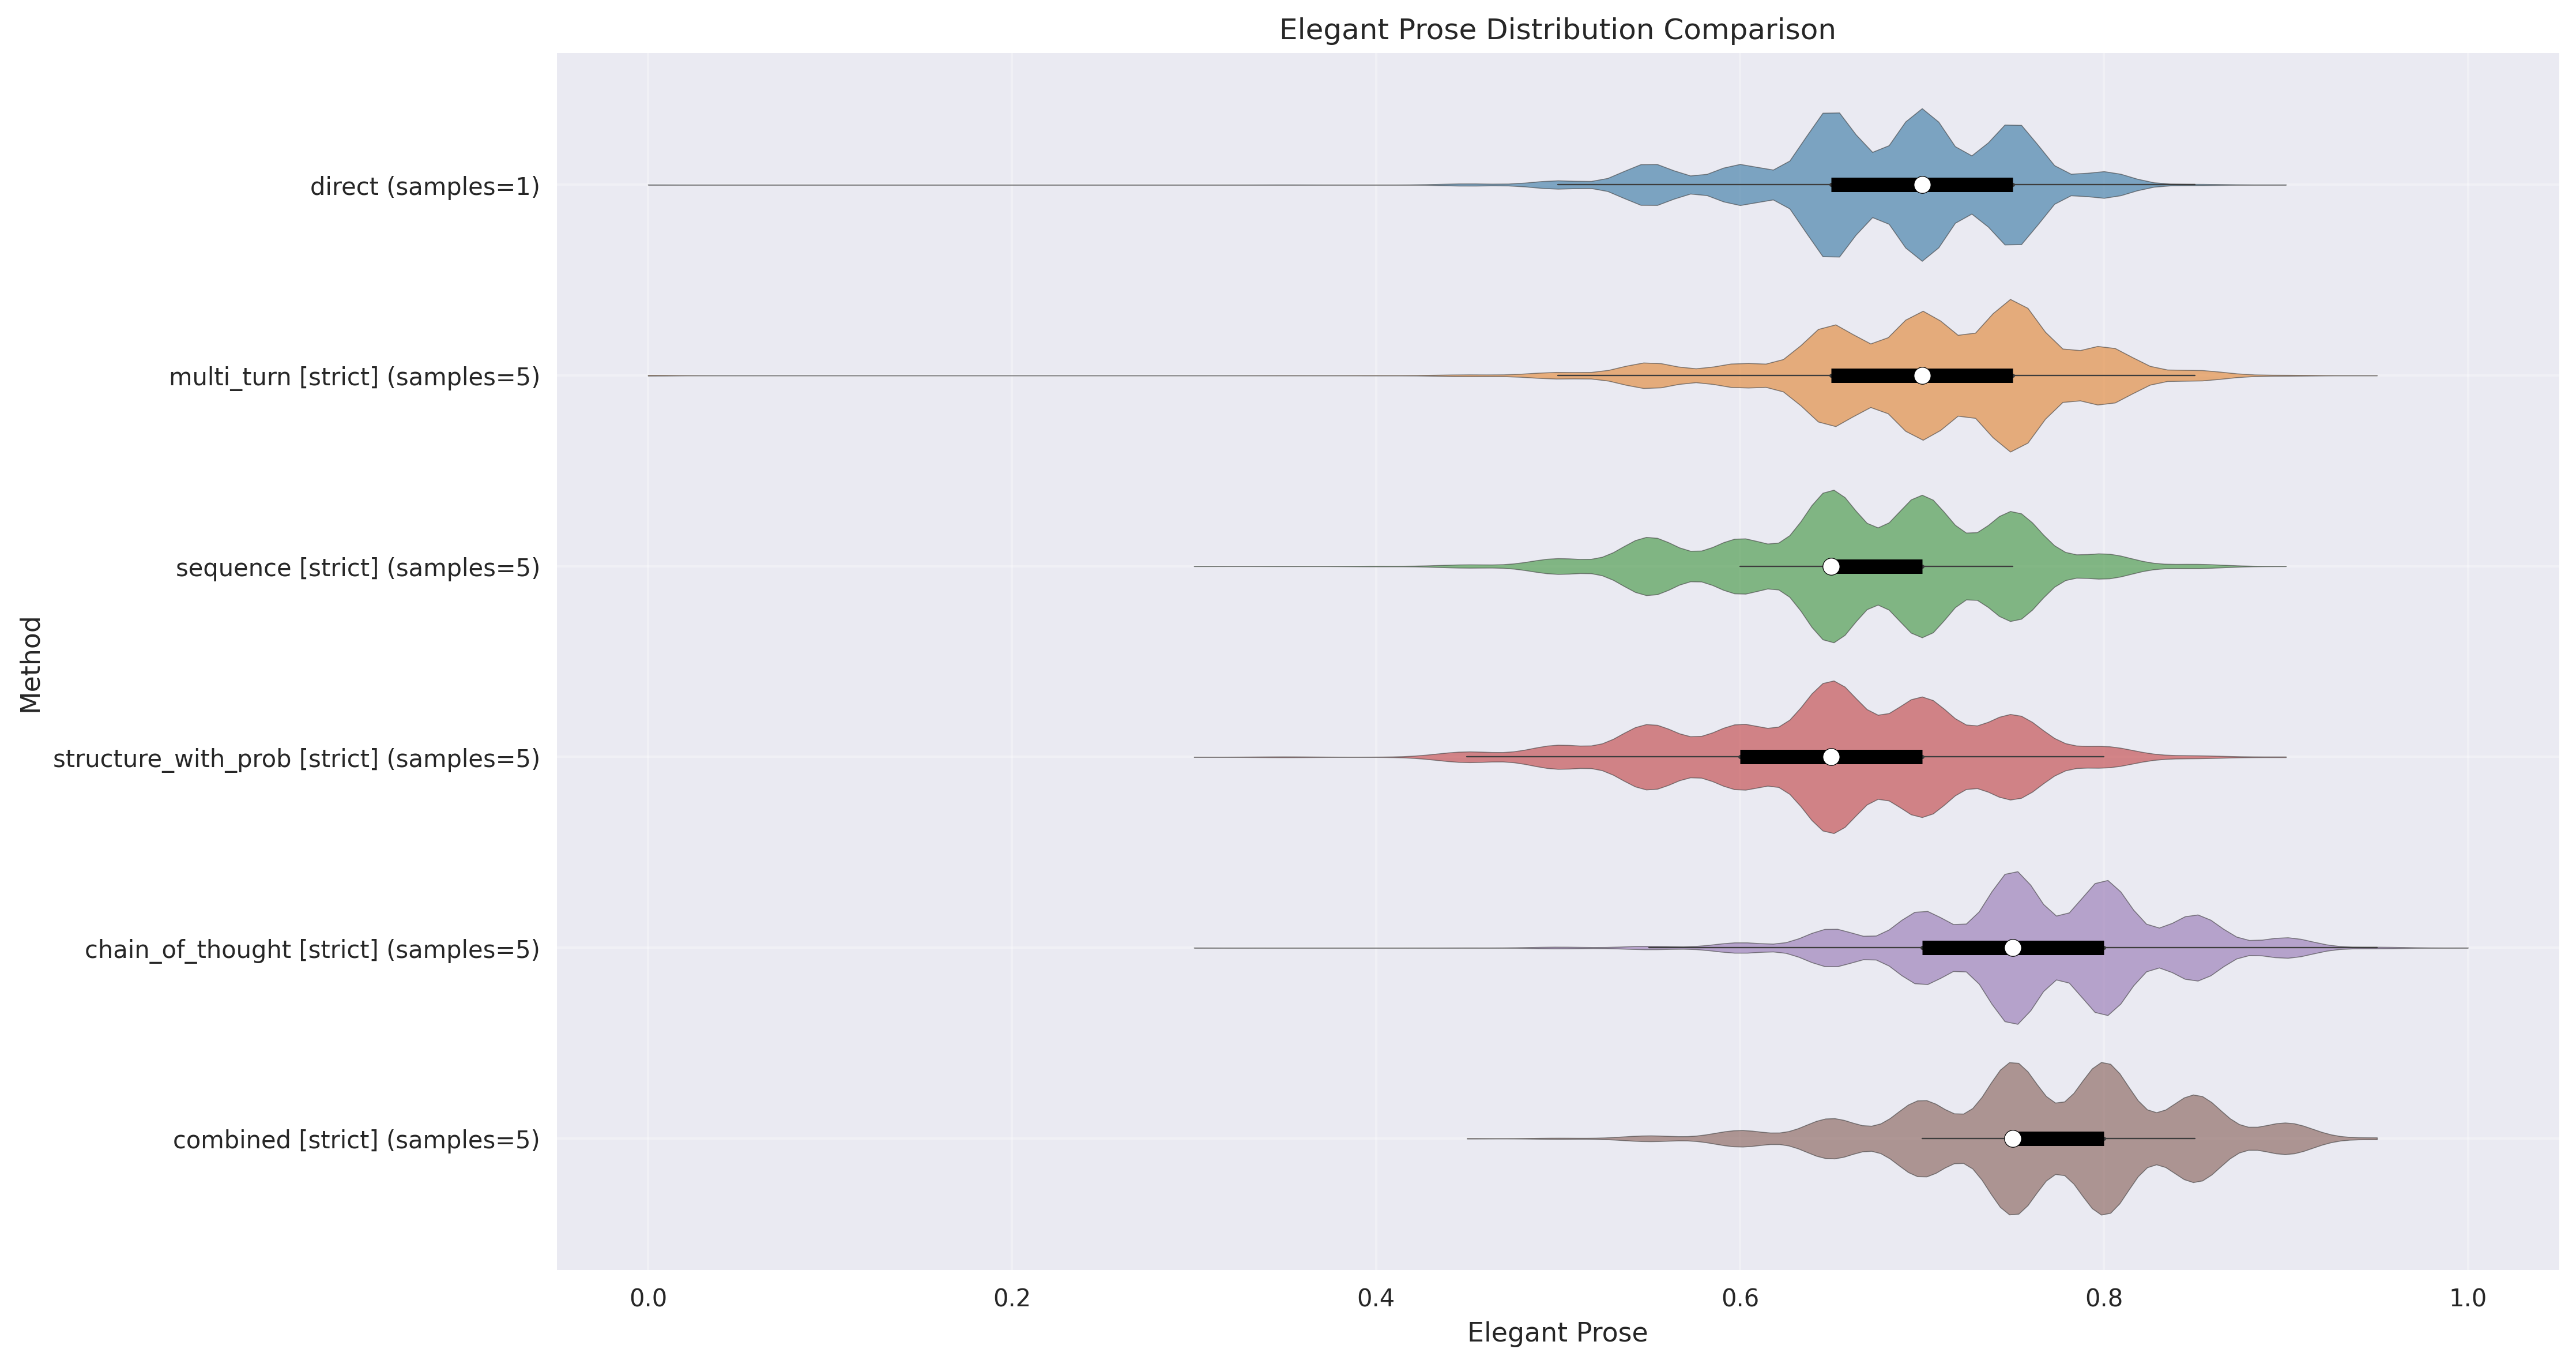 Elegant Prose Distribution Comparison
direct (samples=1)
multi_turn [strict] (samples=5)
sequence [strict] (samples=5)
structure_with_prob [strict] (samples=5)
chain_of_thought [strict] (samples=5)
combined [strict] (samples=5)
Method
0.0 0.2 0.4 0.6 0.8 1.0
Elegant Prose